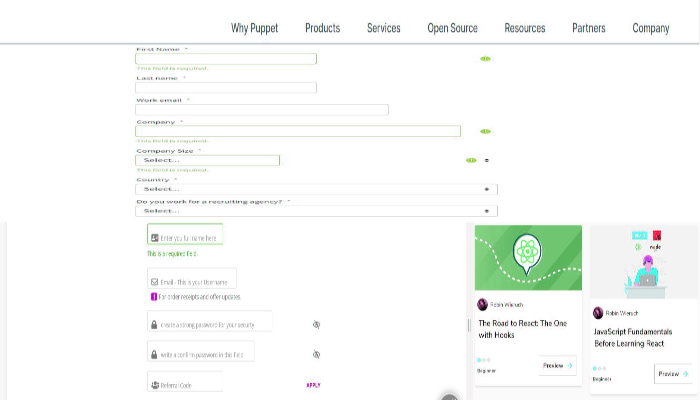 Why Puppet Products Services Open Source Resources Partners Company
First Name *
This field is required.
Last name *
Work email *
Company *
This field is required.
Company Size *
Select...
This field is required.
Country *
Select...
Do you work for a recruiting agency? *
Select...
Enter you full name here
This is a required field.
Email - This is your Username
For order receipts and offer updates.
create a strong password for your security
write a confirm password in this field
Referral Code
APPLY
Robin Wieruch
The Road to React: The One
with Hooks
Beginner
Preview
Robin Wieruch
JavaScript Fundamentals
Before Learning React
Beginner
Preview